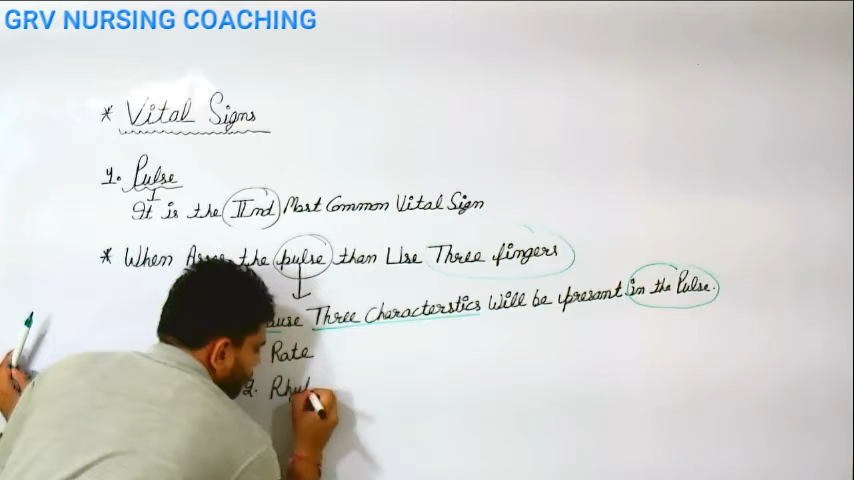 GRV NURSING COACHING
* Vital Signs
1. Pulse
It is the IInd Most Common Vital Sign
* When the pulse than Use Three fingers
Three Characterstics Will be present in the Pulse.
Rate
2.